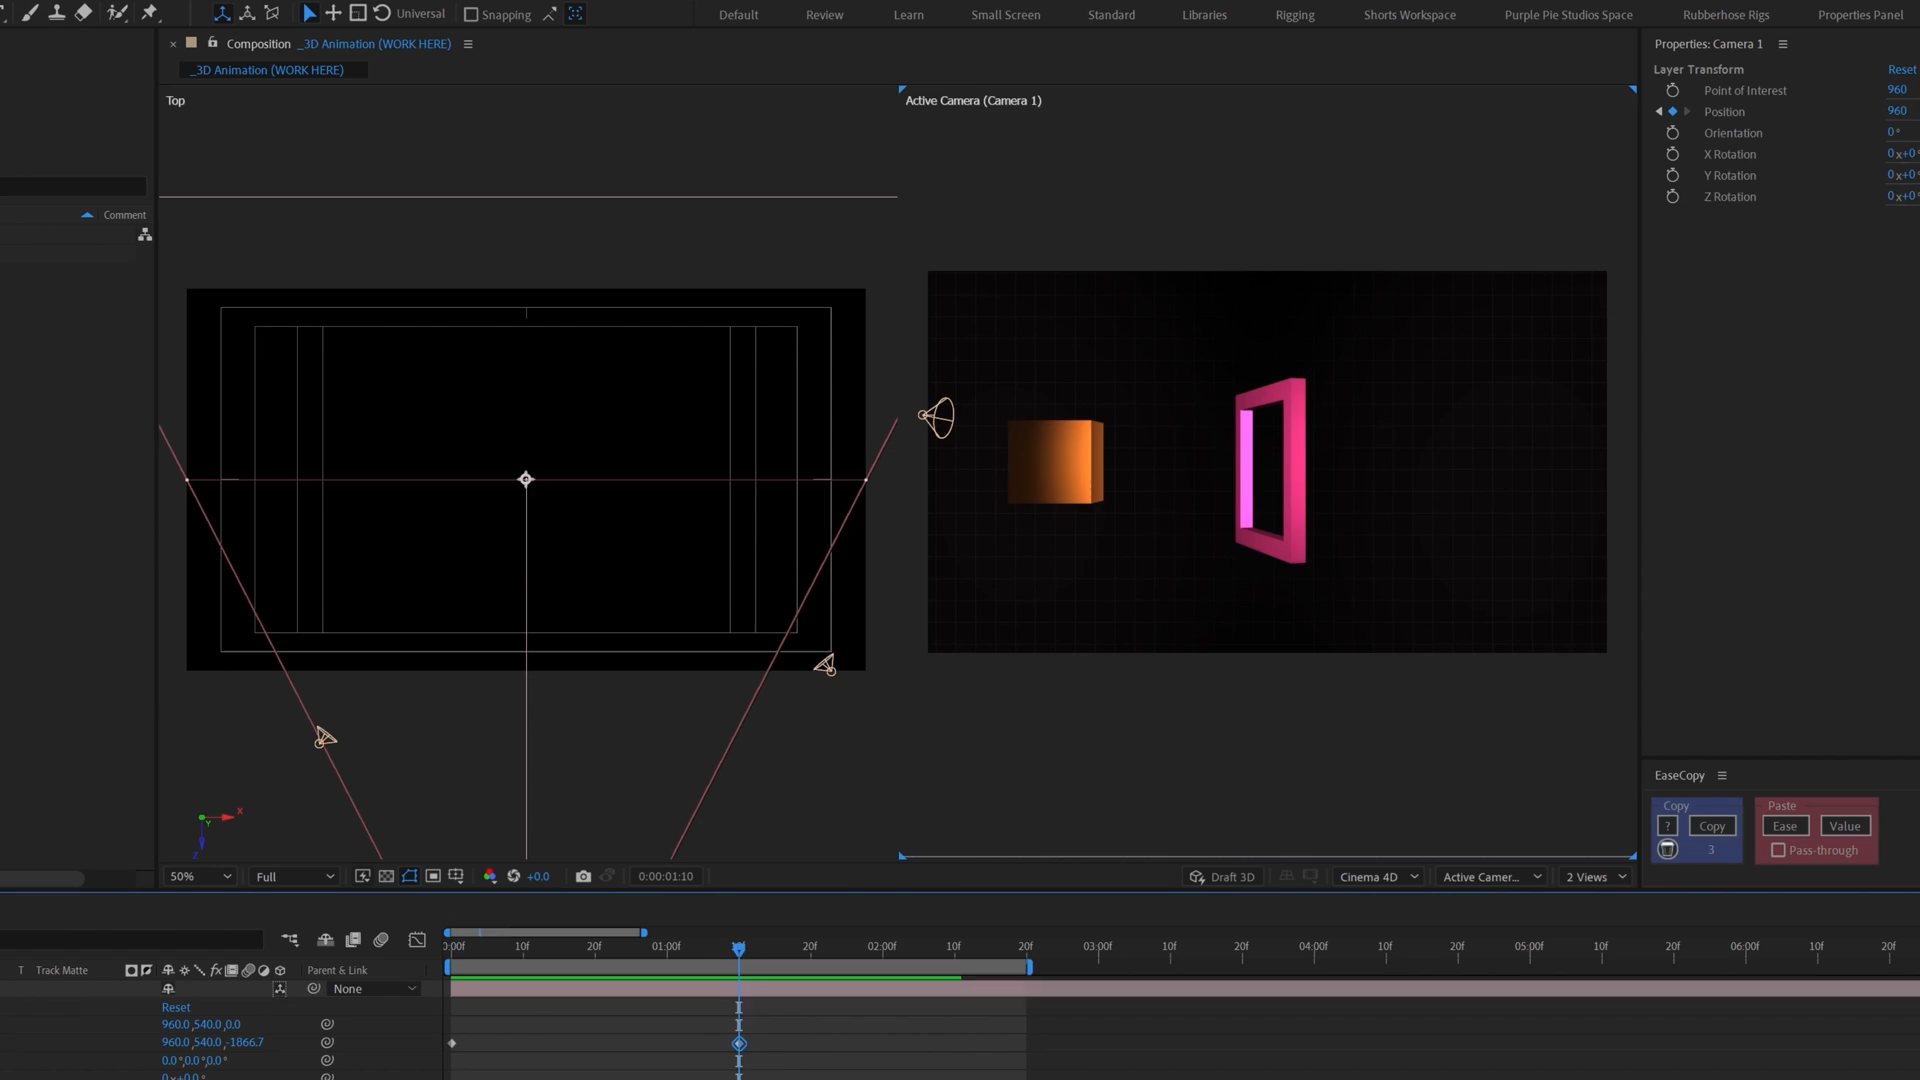 Universal
Snapping
Default
Review
Learn
Small Screen
Standard
Libraries
Rigging
Shorts Workspace
Purple Pie Studios Space
Rubberhose Rigs
Properties Panel
Composition _3D Animation (WORK HERE)
_3D Animation (WORK HERE)
Top
Active Camera (Camera 1)
Comment
Properties: Camera 1
Layer Transform
Reset
Point of Interest
960
Position
960
Orientation
0°
X Rotation
0x+0°
Y Rotation
0x+0°
Z Rotation
0x+0°
X
Y
Z
EaseCopy
Copy
Paste
?
Copy
Ease
Value
3
Pass-through
50%
Full
+0.0
0:00:01:10
Draft 3D
Cinema 4D
Active Camer...
2 Views
0:00f
10f
20f
01:00f
20f
02:00f
10f
20f
03:00f
10f
20f
04:00f
10f
20f
05:00f
10f
20f
06:00f
10f
20f
T
Track Matte
fx
Parent & Link
None
Reset
960.0,540.0,0.0
960.0,540.0,-1866.7
0.0°,0.0°,0.0°
0x+0.0°